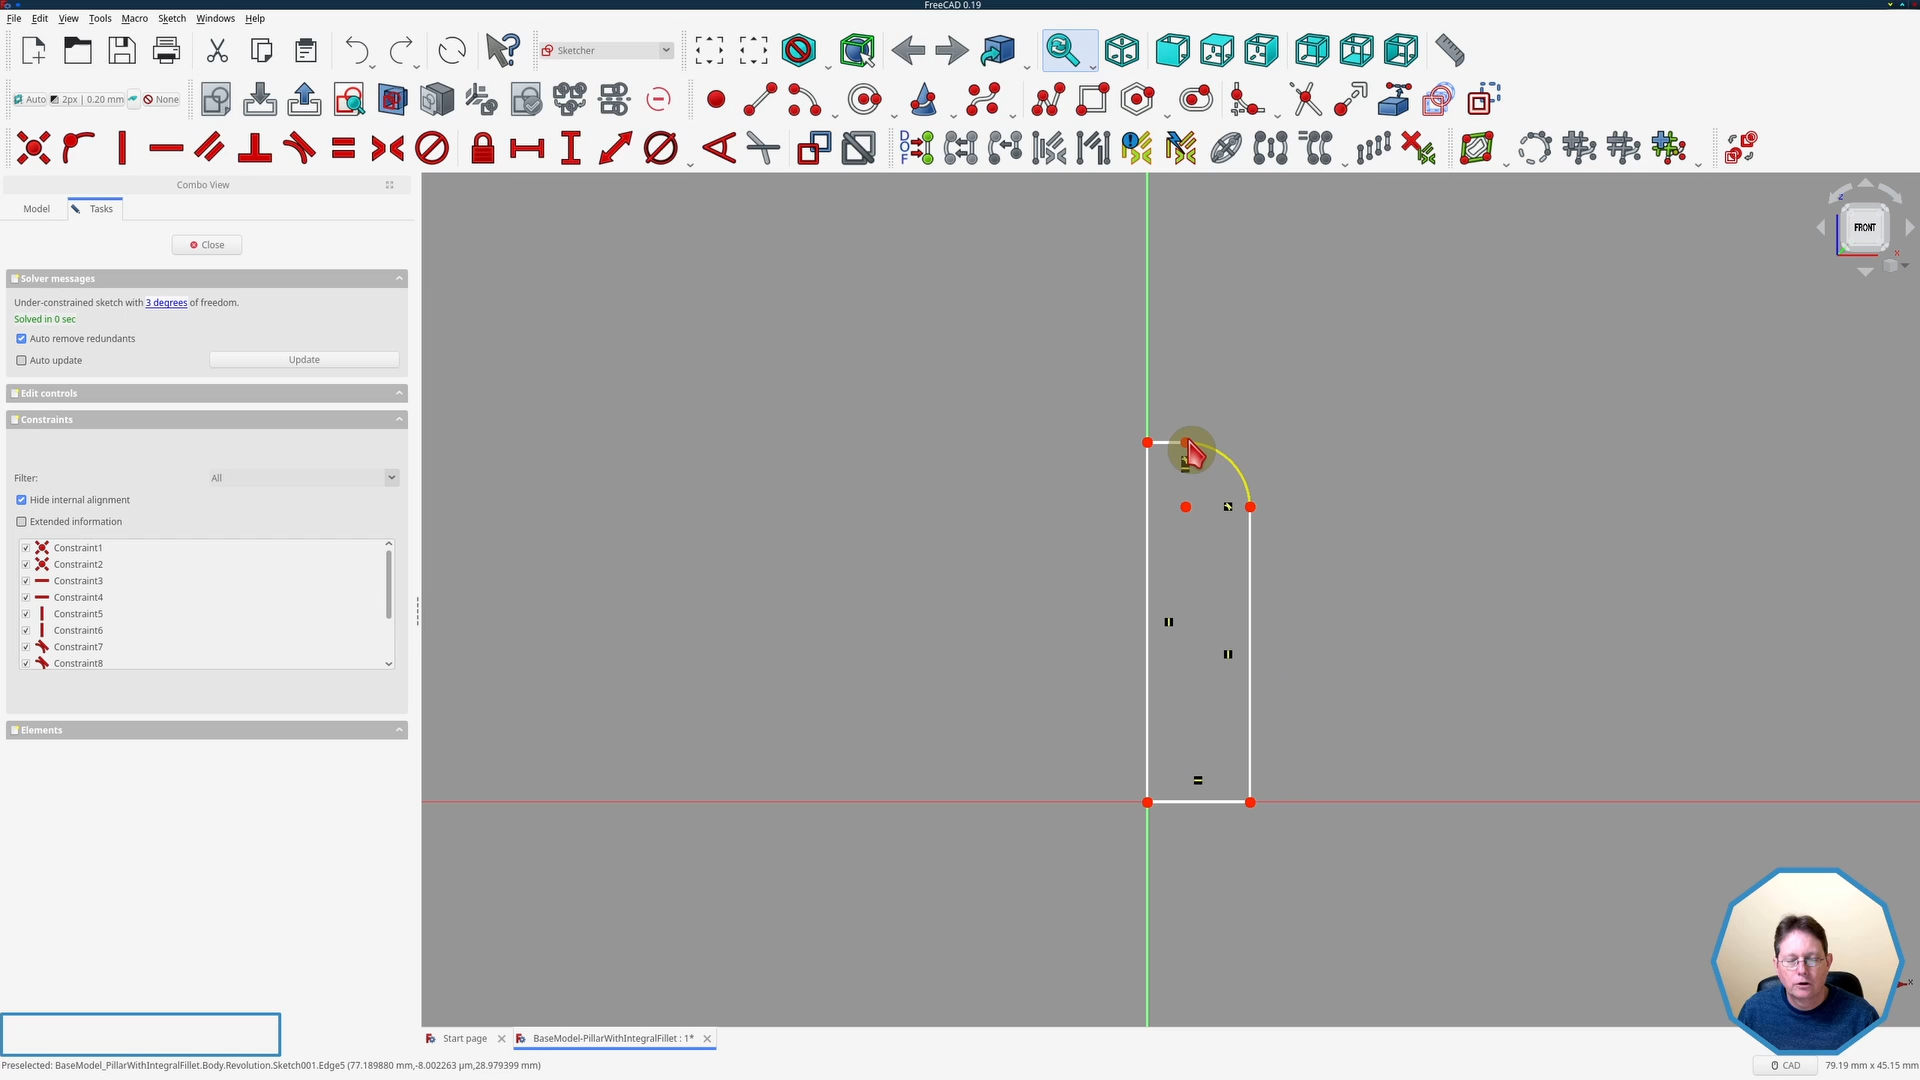 FreeCAD 0.19
File Edit View Tools Macro Sketch Windows Help
Sketcher
Auto 2px | 0.20 mm None
DOF
Combo View
Model Tasks
Close
Solver messages
Under-constrained sketch with 3 degrees of freedom.
Solved in 0 sec
Auto remove redundants
Auto update Update
Edit controls
Constraints
Filter: All
Hide internal alignment
Extended information
Constraint1
Constraint2
Constraint3
Constraint4
Constraint5
Constraint6
Constraint7
Constraint8
Elements
Z
FRONT
X
X
Start page BaseModel-PillarWithIntegralFillet : 1*
Preselected: BaseModel_PillarWithIntegralFillet.Body.Revolution.Sketch001.Edge5 (77.189880 mm,-8.002263 μm,28.979399 mm)
CAD 79.19 mm x 45.15 mm